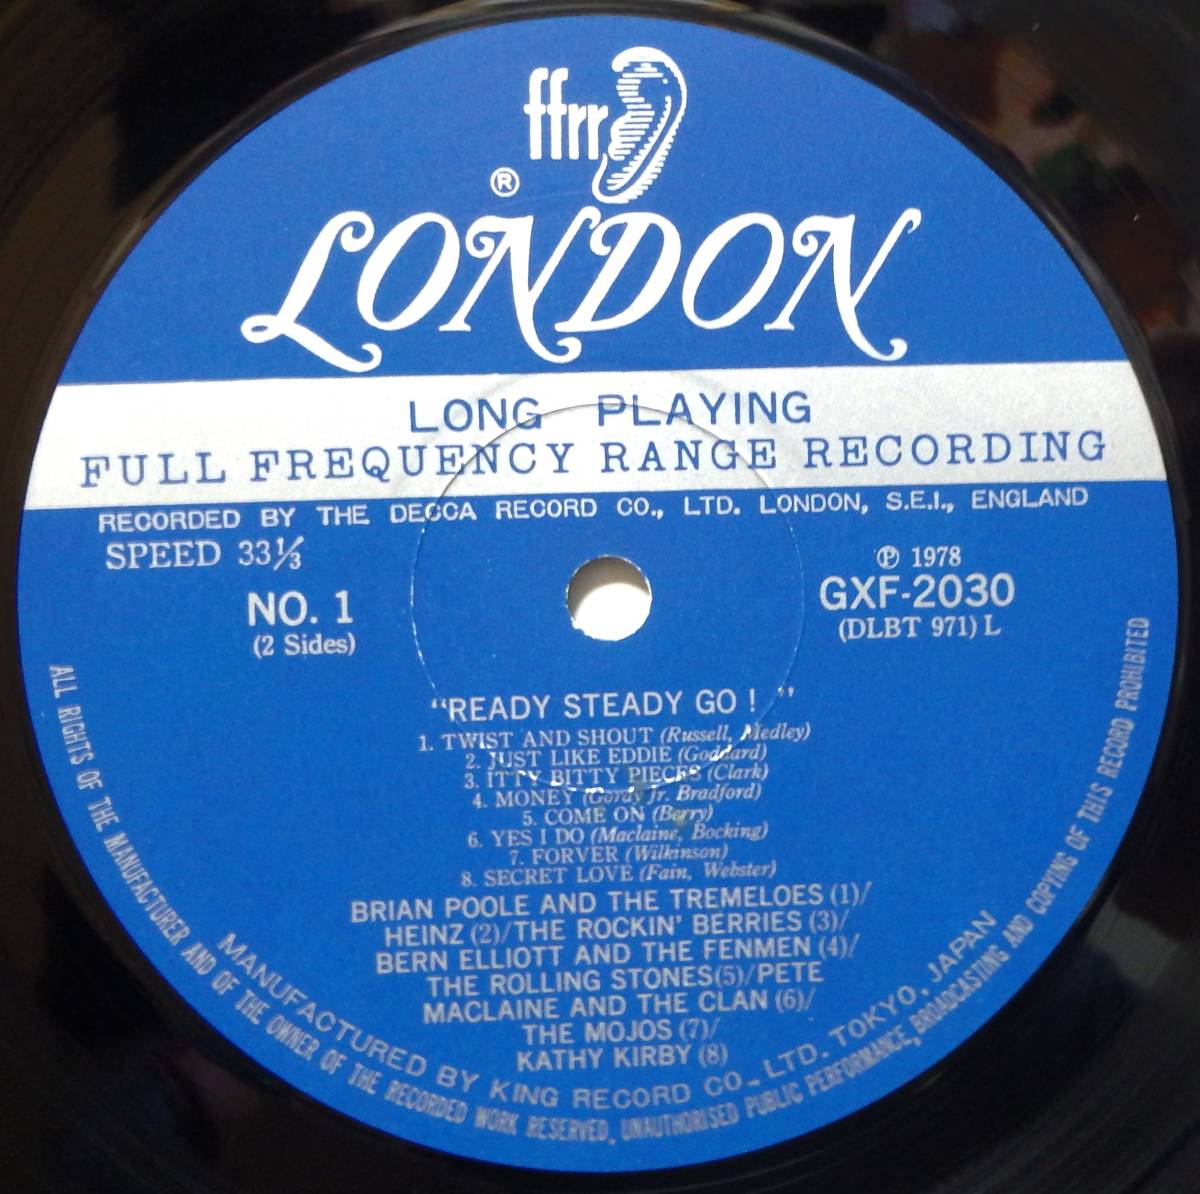 ffrr
®
LONDON
LONG PLAYING
FULL FREQUENCY RANGE RECORDING
RECORDED BY THE DECCA RECORD CO., LTD. LONDON, S.E.I., ENGLAND
SPEED 33⅓
NO. 1
(2 Sides)
℗ 1978
GXF-2030
(DLBT 971) L
"READY STEADY GO ! "
1. TWIST AND SHOUT (Russell, Medley)
2. JUST LIKE EDDIE (Goddard)
3. ITTY BITTY PIECES (Clark)
4. MONEY (Gordy Jr. Bradford)
5. COME ON (Berry)
6. YES I DO (Maclaine, Bocking)
7. FORVER (Wilkinson)
8. SECRET LOVE (Fain, Webster)
BRIAN POOLE AND THE TREMELOES (1)/
HEINZ (2)/THE ROCKIN' BERRIES (3)/
BERN ELLIOTT AND THE FENMEN (4)/
THE ROLLING STONES(5)/PETE
MACLAINE AND THE CLAN (6)/
THE MOJOS (7)/
KATHY KIRBY (8)
MANUFACTURED BY KING RECORD CO., LTD. TOKYO, JAPAN
ALL RIGHTS OF THE MANUFACTURER AND OF THE OWNER OF THE RECORDED WORK RESERVED, UNAUTHORISED PUBLIC PERFORMANCE, BROADCASTING AND COPYING OF THIS RECORD PROHIBITED